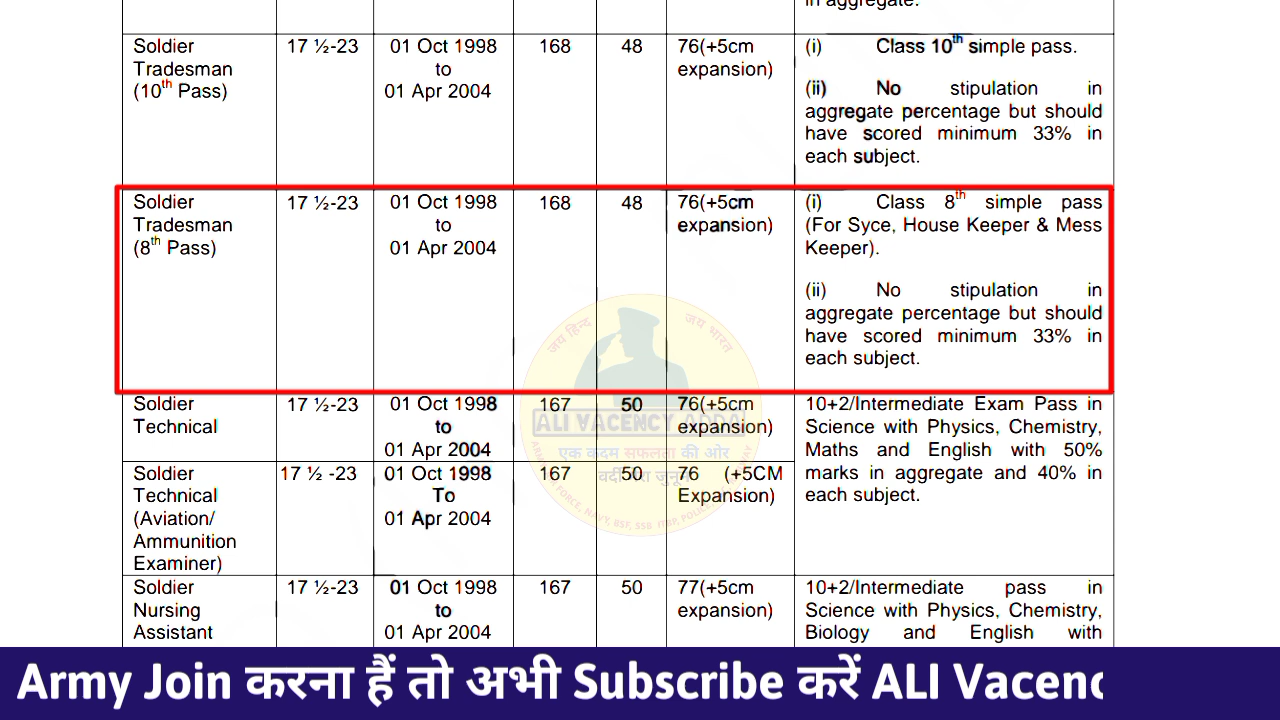 in aggregate.
Soldier
Tradesman
(10th Pass)
17 ½-23
01 Oct 1998
to
01 Apr 2004
168
48
76(+5cm
expansion)
(i) Class 10th simple pass.
(ii) No stipulation in
aggregate percentage but should
have scored minimum 33% in
each subject.
Soldier
Tradesman
(8th Pass)
17 ½-23
01 Oct 1998
to
01 Apr 2004
168
48
76(+5cm
expansion)
(i) Class 8th simple pass
(For Syce, House Keeper & Mess
Keeper).
(ii) No stipulation in
aggregate percentage but should
have scored minimum 33% in
each subject.
Soldier
Technical
17 ½-23
01 Oct 1998
to
01 Apr 2004
167
50
76(+5cm
expansion)
10+2/Intermediate Exam Pass in
Science with Physics, Chemistry,
Maths and English with 50%
marks in aggregate and 40% in
each subject.
Soldier
Technical
(Aviation/
Ammunition
Examiner)
17 ½ -23
01 Oct 1998
To
01 Apr 2004
167
50
76 (+5CM
Expansion)
Soldier
Nursing
Assistant
17 ½-23
01 Oct 1998
to
01 Apr 2004
167
50
77(+5cm
expansion)
10+2/Intermediate pass in
Science with Physics, Chemistry,
Biology and English with
जय हिन्द
जय भारत
ALI VACENCY ADDA
एक कदम सफलता की ओर
Army Join करना हैं तो अभी Subscribe करें ALI Vacenc